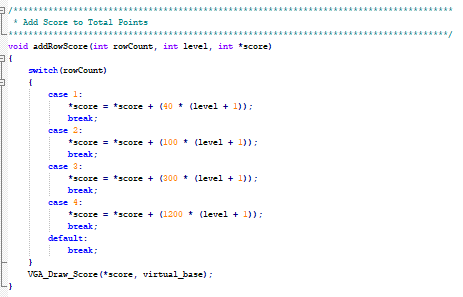 /****************************************************************************************
* Add Score to Total Points
****************************************************************************************/
void addRowScore(int rowCount, int level, int *score)
{
switch(rowCount)
{
case 1:
*score = *score + (40 * (level + 1));
break;
case 2:
*score = *score + (100 * (level + 1));
break;
case 3:
*score = *score + (300 * (level + 1));
break;
case 4:
*score = *score + (1200 * (level + 1));
break;
default:
break;
}
VGA_Draw_Score(*score, virtual_base);
}